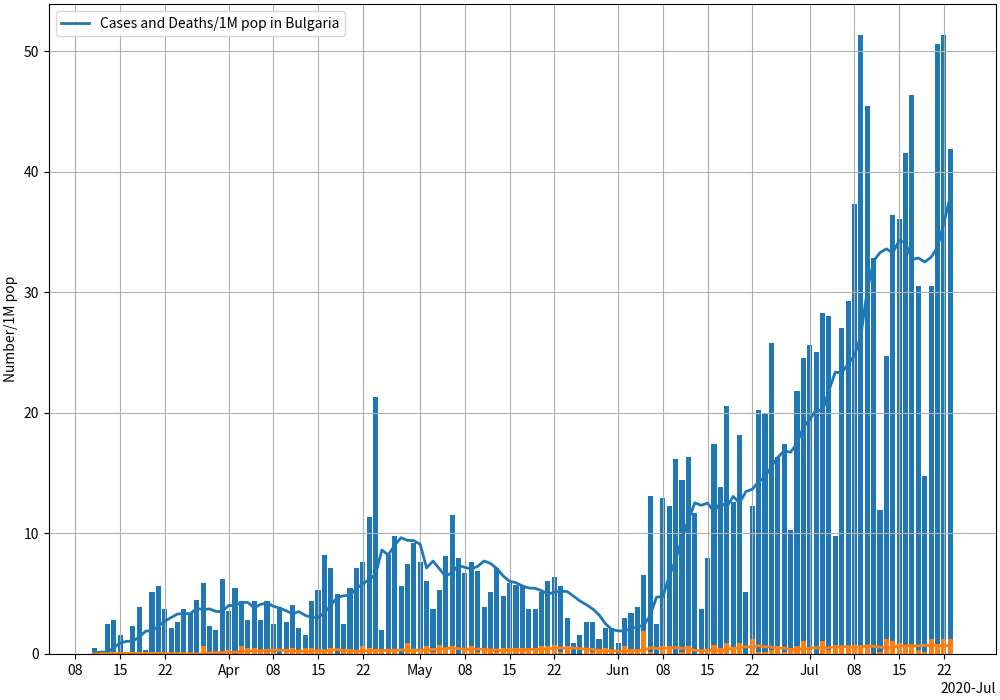 Cases and Deaths/1M pop in Bulgaria
Number/1M pop
50
40
30
20
10
0
08 15 22 Apr 08 15 22 May 08 15 22 Jun 08 15 22 Jul 08 15 22
2020-Jul